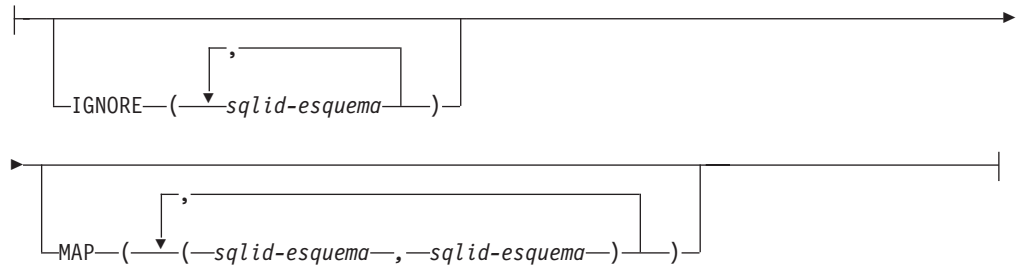 ,
IGNORE ( sqlid-esquema )
,
MAP ( ( sqlid-esquema , sqlid-esquema ) )